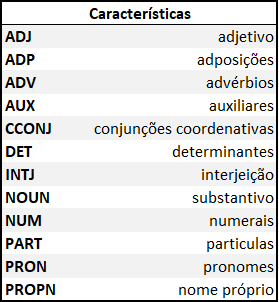 Características
ADJ adjetivo
ADP adposições
ADV advérbios
AUX auxiliares
CCONJ conjunções coordenativas
DET determinantes
INTJ interjeição
NOUN substantivo
NUM numerais
PART particulas
PRON pronomes
PROPN nome próprio